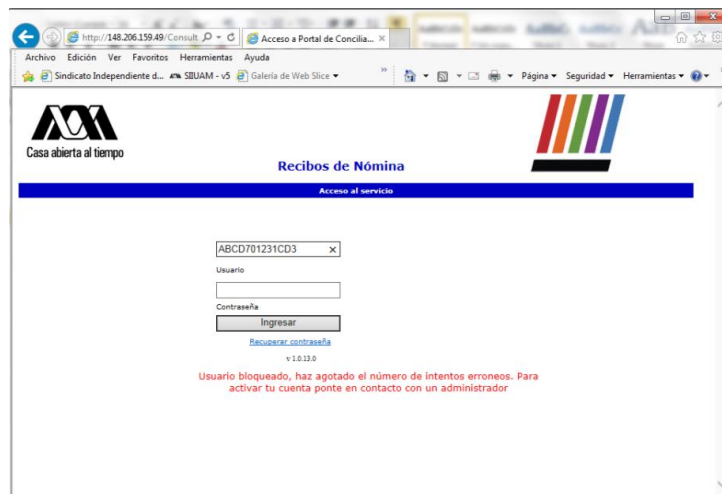 http://148.206.159.49/Consult
Acceso a Portal de Concilia...
Archivo Edición Ver Favoritos Herramientas Ayuda
Sindicato Independiente d... SIIUAM - v5 Galería de Web Slice Página Seguridad Herramientas
Casa abierta al tiempo
Recibos de Nómina
Acceso al servicio
ABCD701231CD3
Usuario
Contraseña
Ingresar
Recuperar contraseña
v 1.0.13.0
Usuario bloqueado, haz agotado el número de intentos erroneos. Para
activar tu cuenta ponte en contacto con un administrador